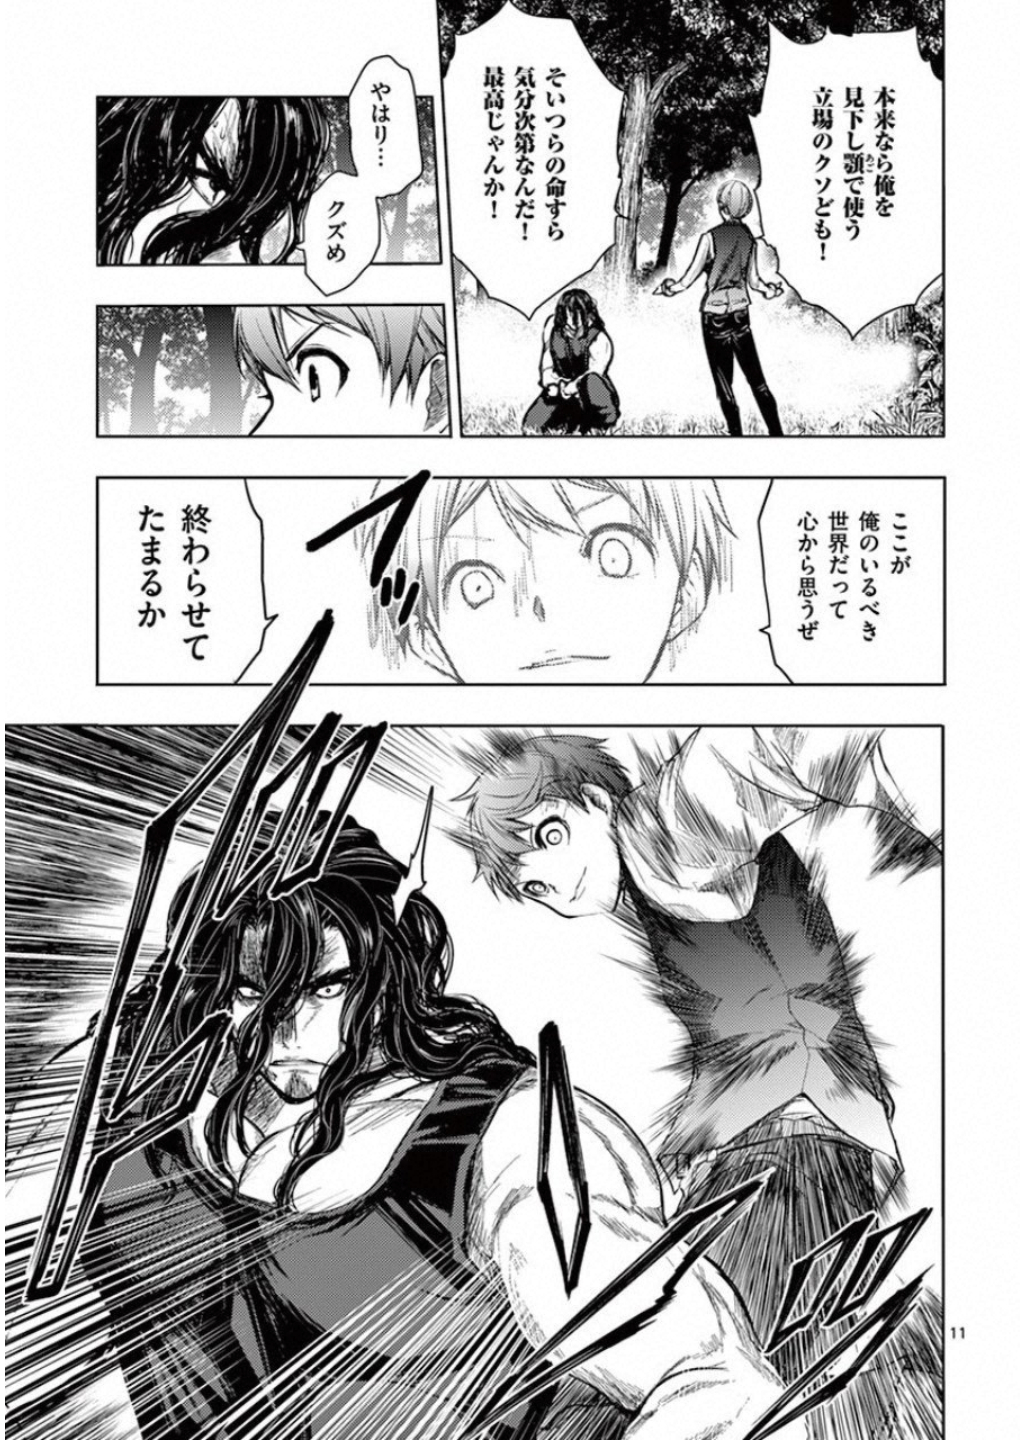 本来なら俺を
見下し顎で使う
あご
立場のクソども！
そいつらの命すら
気分次第なんだ！
最高じゃんか！
やはり…
クズめ
ここが
俺のいるべき
世界だって
心から思うぜ
終わらせて
たまるか
11